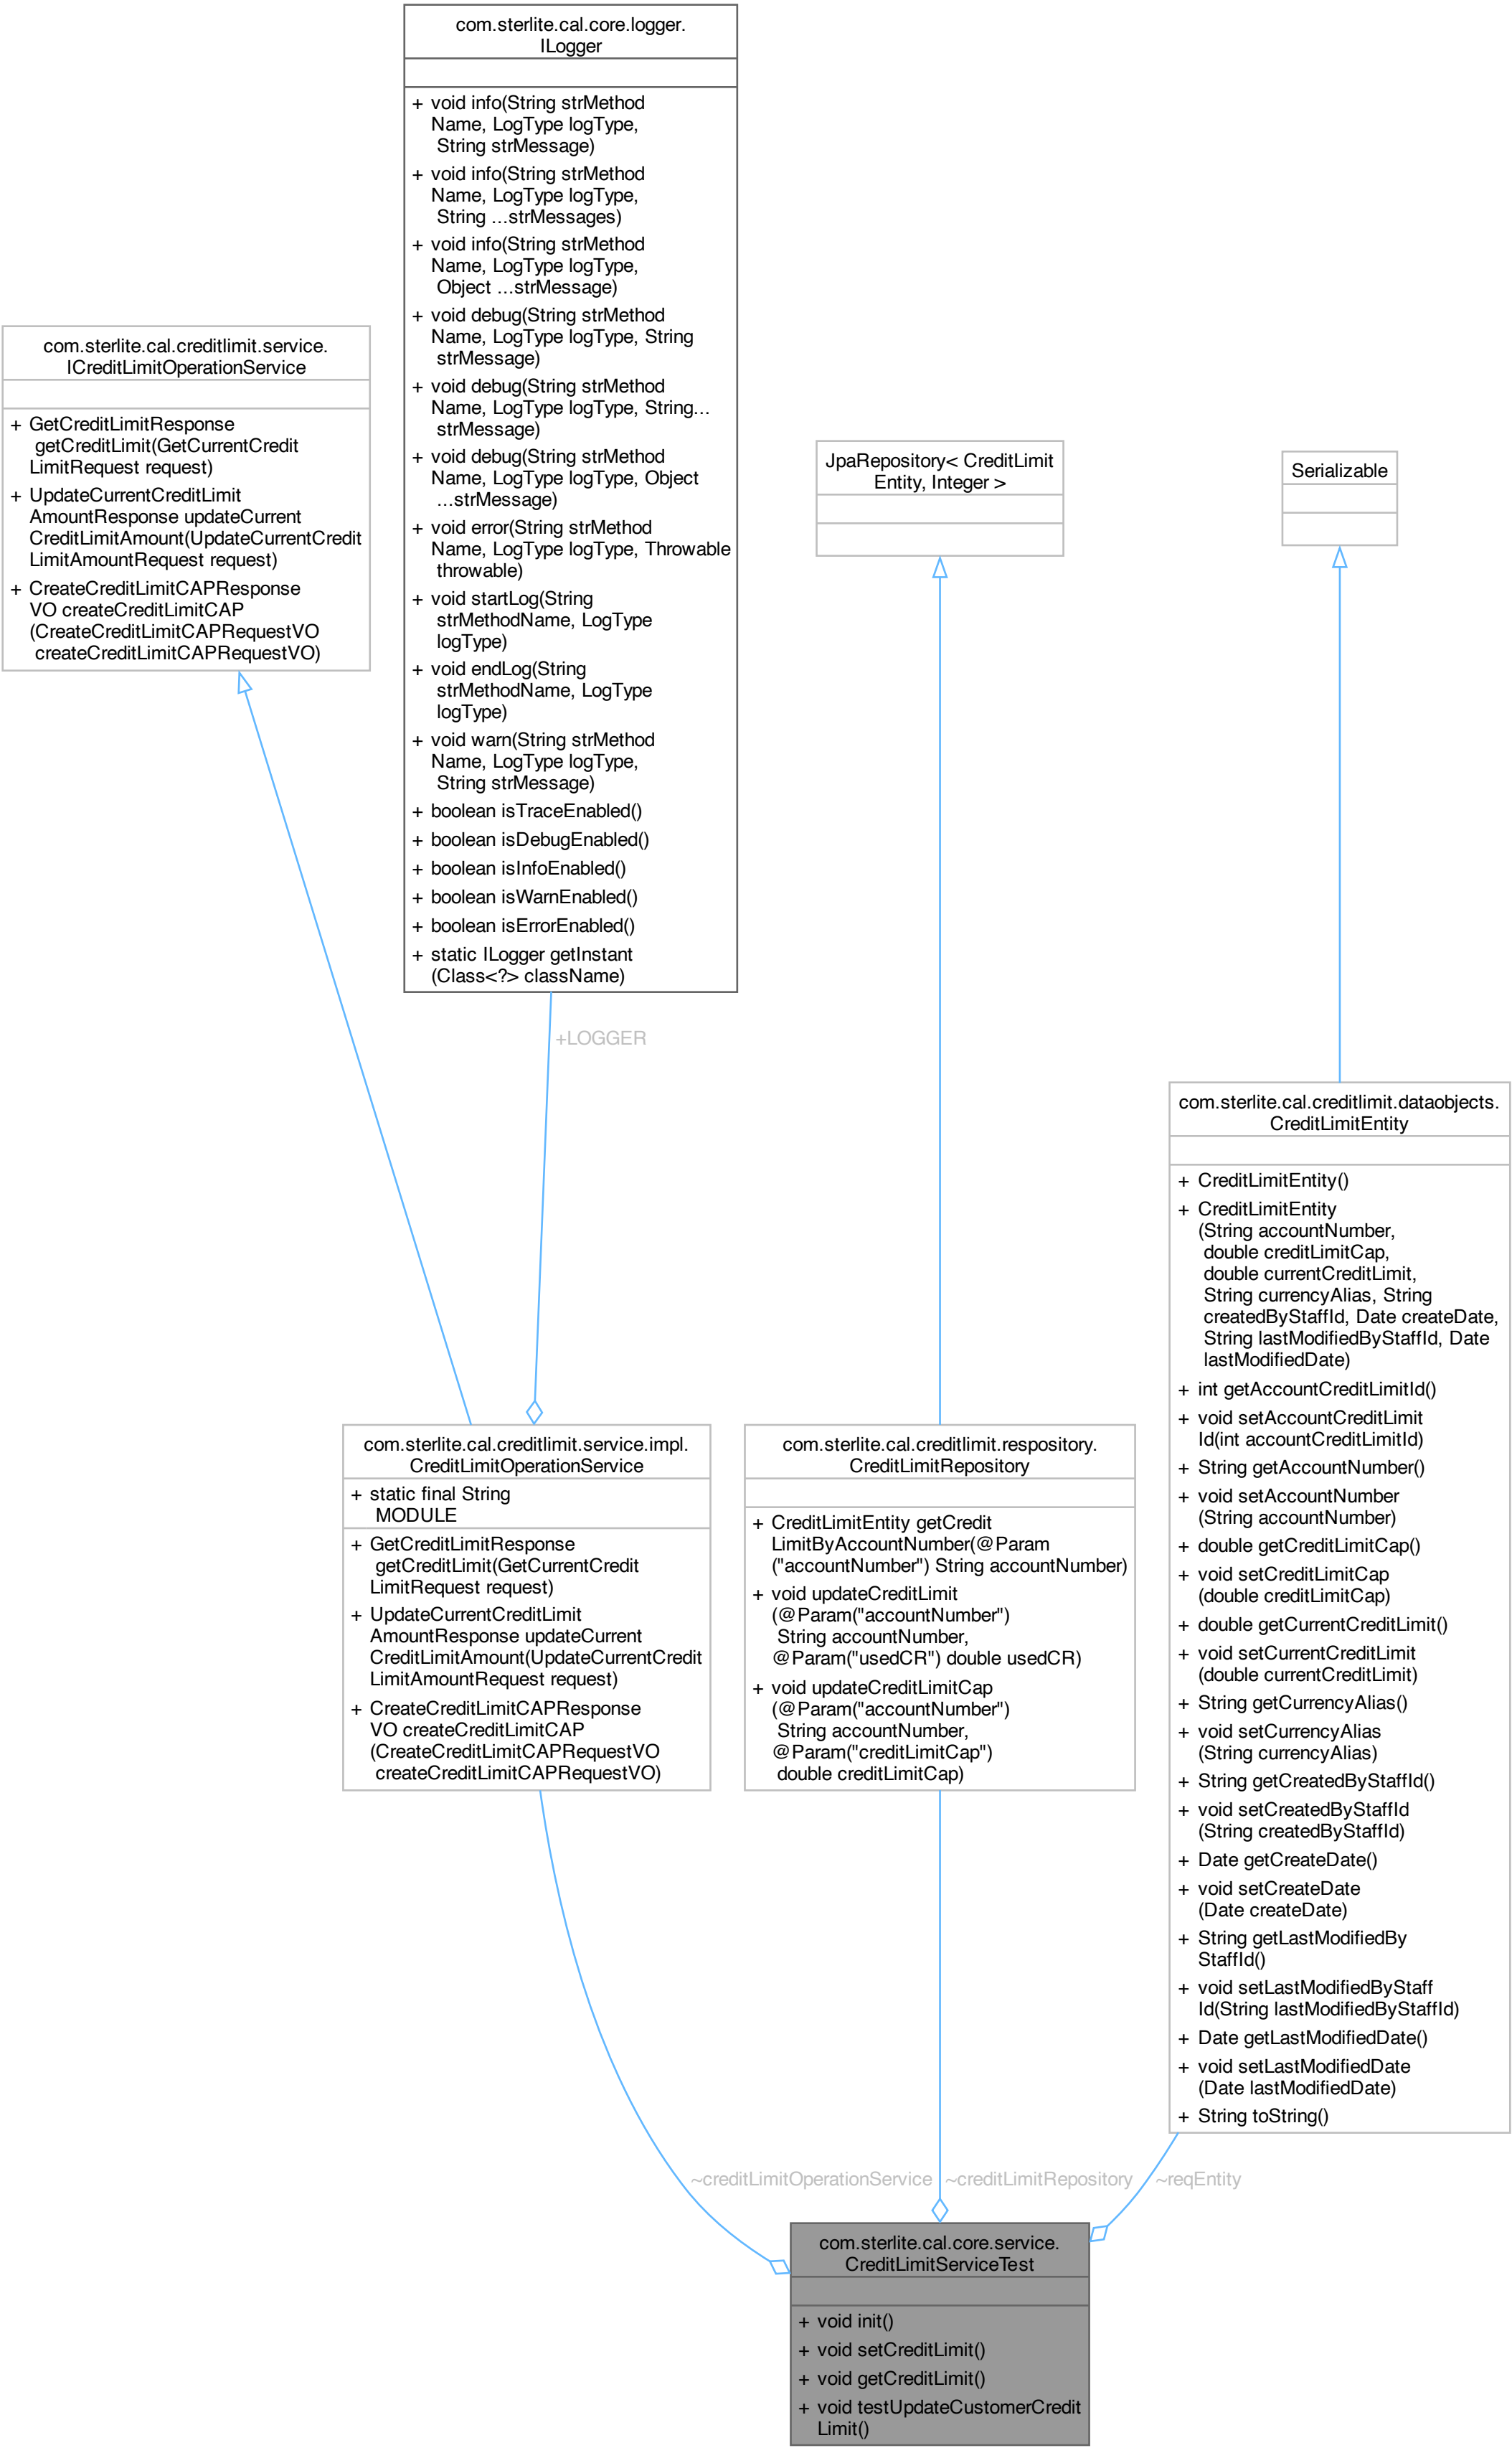 com.sterlite.cal.core.logger.
ILogger
+ void info(String strMethod
Name, LogType logType,
String strMessage)
+ void info(String strMethod
Name, LogType logType,
String ...strMessages)
+ void info(String strMethod
Name, LogType logType,
Object ...strMessage)
+ void debug(String strMethod
Name, LogType logType, String
strMessage)
+ void debug(String strMethod
Name, LogType logType, String...
strMessage)
+ void debug(String strMethod
Name, LogType logType, Object
...strMessage)
+ void error(String strMethod
Name, LogType logType, Throwable
throwable)
+ void startLog(String
strMethodName, LogType
logType)
+ void endLog(String
strMethodName, LogType
logType)
+ void warn(String strMethod
Name, LogType logType,
String strMessage)
+ boolean isTraceEnabled()
+ boolean isDebugEnabled()
+ boolean isInfoEnabled()
+ boolean isWarnEnabled()
+ boolean isErrorEnabled()
+ static ILogger getInstant
(Class<?> className)
com.sterlite.cal.creditlimit.service.
ICreditLimitOperationService
+ GetCreditLimitResponse
getCreditLimit(GetCurrentCredit
LimitRequest request)
+ UpdateCurrentCreditLimit
AmountResponse updateCurrent
CreditLimitAmount(UpdateCurrentCredit
LimitAmountRequest request)
+ CreateCreditLimitCAPResponse
VO createCreditLimitCAP
(CreateCreditLimitCAPRequestVO
createCreditLimitCAPRequestVO)
JpaRepository< CreditLimit
Entity, Integer >
Serializable
+LOGGER
com.sterlite.cal.creditlimit.dataobjects.
CreditLimitEntity
+ CreditLimitEntity()
+ CreditLimitEntity
(String accountNumber,
double creditLimitCap,
double currentCreditLimit,
String currencyAlias, String
createdByStaffId, Date createDate,
String lastModifiedByStaffId, Date
lastModifiedDate)
+ int getAccountCreditLimitId()
+ void setAccountCreditLimit
Id(int accountCreditLimitId)
+ String getAccountNumber()
+ void setAccountNumber
(String accountNumber)
+ double getCreditLimitCap()
+ void setCreditLimitCap
(double creditLimitCap)
+ double getCurrentCreditLimit()
+ void setCurrentCreditLimit
(double currentCreditLimit)
+ String getCurrencyAlias()
+ void setCurrencyAlias
(String currencyAlias)
+ String getCreatedByStaffId()
+ void setCreatedByStaffId
(String createdByStaffId)
+ Date getCreateDate()
+ void setCreateDate
(Date createDate)
+ String getLastModifiedBy
StaffId()
+ void setLastModifiedByStaff
Id(String lastModifiedByStaffId)
+ Date getLastModifiedDate()
+ void setLastModifiedDate
(Date lastModifiedDate)
+ String toString()
com.sterlite.cal.creditlimit.service.impl.
CreditLimitOperationService
+ static final String
MODULE
+ GetCreditLimitResponse
getCreditLimit(GetCurrentCredit
LimitRequest request)
+ UpdateCurrentCreditLimit
AmountResponse updateCurrent
CreditLimitAmount(UpdateCurrentCredit
LimitAmountRequest request)
+ CreateCreditLimitCAPResponse
VO createCreditLimitCAP
(CreateCreditLimitCAPRequestVO
createCreditLimitCAPRequestVO)
com.sterlite.cal.creditlimit.respository.
CreditLimitRepository
+ CreditLimitEntity getCredit
LimitByAccountNumber(@Param
("accountNumber") String accountNumber)
+ void updateCreditLimit
(@Param("accountNumber")
String accountNumber,
@Param("usedCR") double usedCR)
+ void updateCreditLimitCap
(@Param("accountNumber")
String accountNumber,
@Param("creditLimitCap")
double creditLimitCap)
~creditLimitOperationService
~creditLimitRepository
~reqEntity
com.sterlite.cal.core.service.
CreditLimitServiceTest
+ void init()
+ void setCreditLimit()
+ void getCreditLimit()
+ void testUpdateCustomerCredit
Limit()